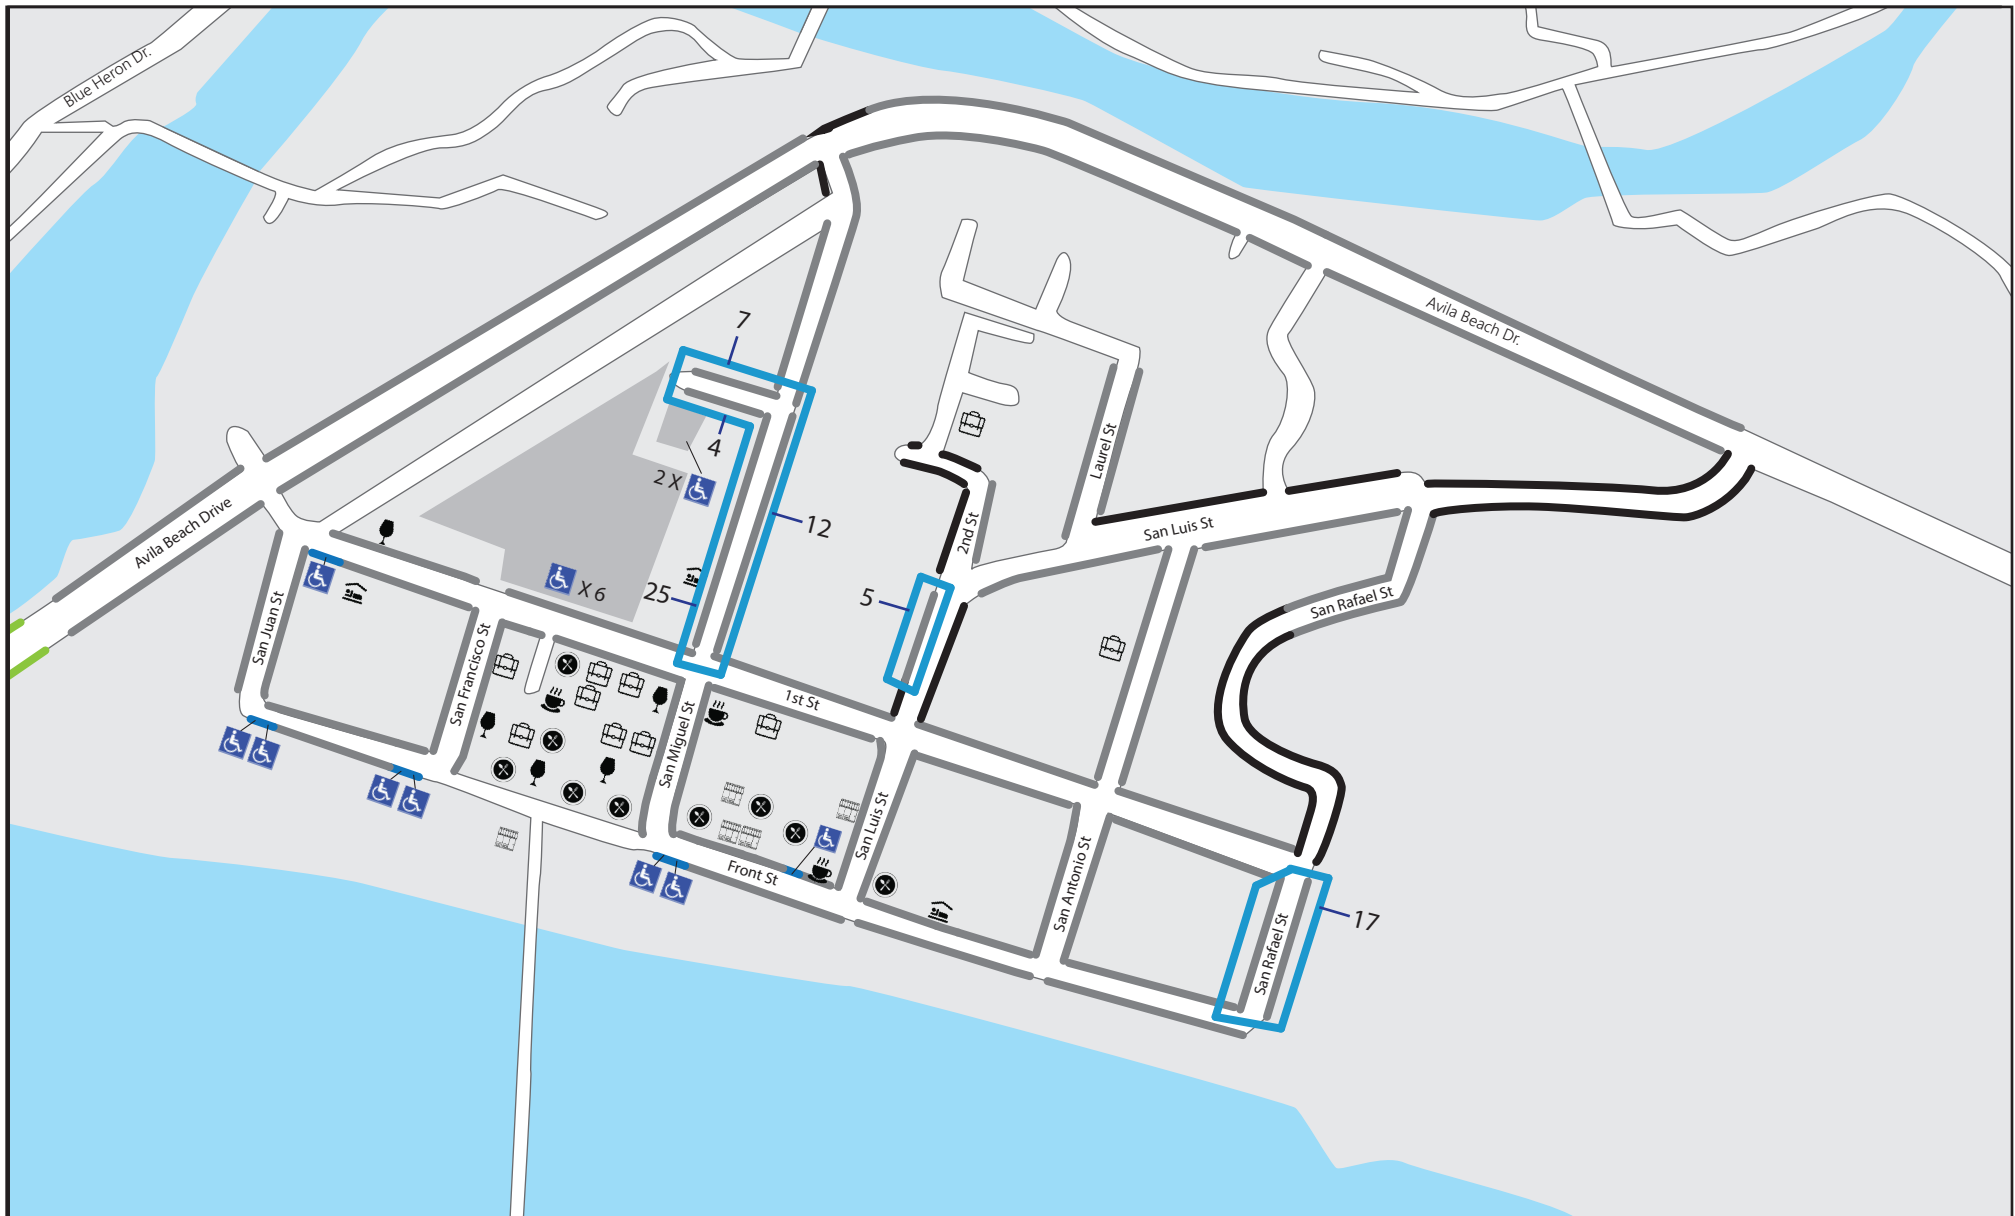 Blue Heron Dr.
Avila Beach Dr.
7
4
2 X
12
Laurel St
San Luis St
2nd St
Avila Beach Drive
X 6
25
5
San Rafael St
San Juan St
San Francisco St
1st St
San Miguel St
San Luis St
Front St
San Antonio St
17
San Rafael St